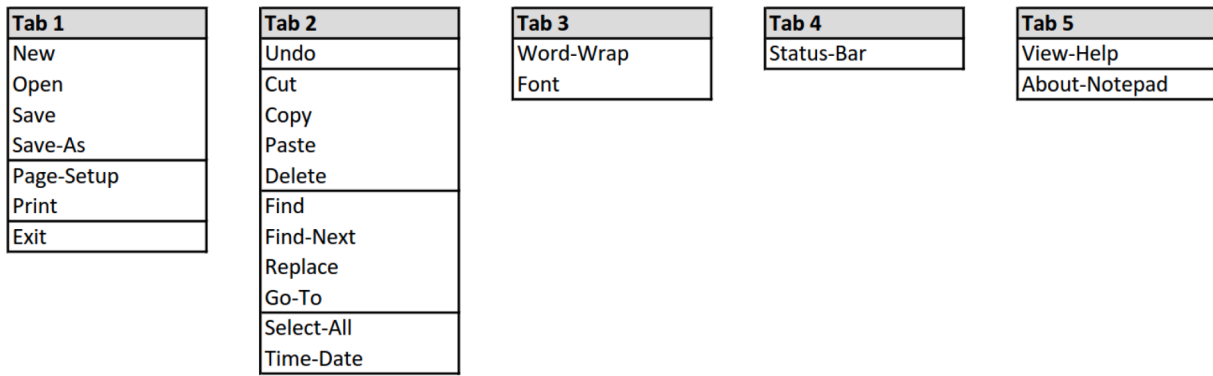 Tab 1
New
Open
Save
Save-As
Page-Setup
Print
Exit
Tab 2
Undo
Cut
Copy
Paste
Delete
Find
Find-Next
Replace
Go-To
Select-All
Time-Date
Tab 3
Word-Wrap
Font
Tab 4
Status-Bar
Tab 5
View-Help
About-Notepad